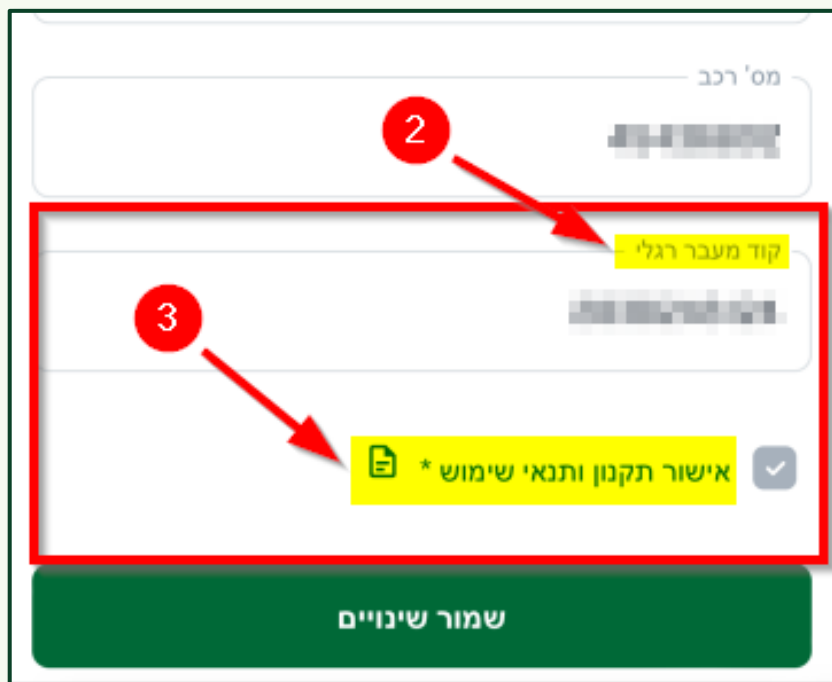 מס' רכב
2
קוד מעבר רגלי
3
אישור תקנון ותנאי שימוש *
שמור שינויים